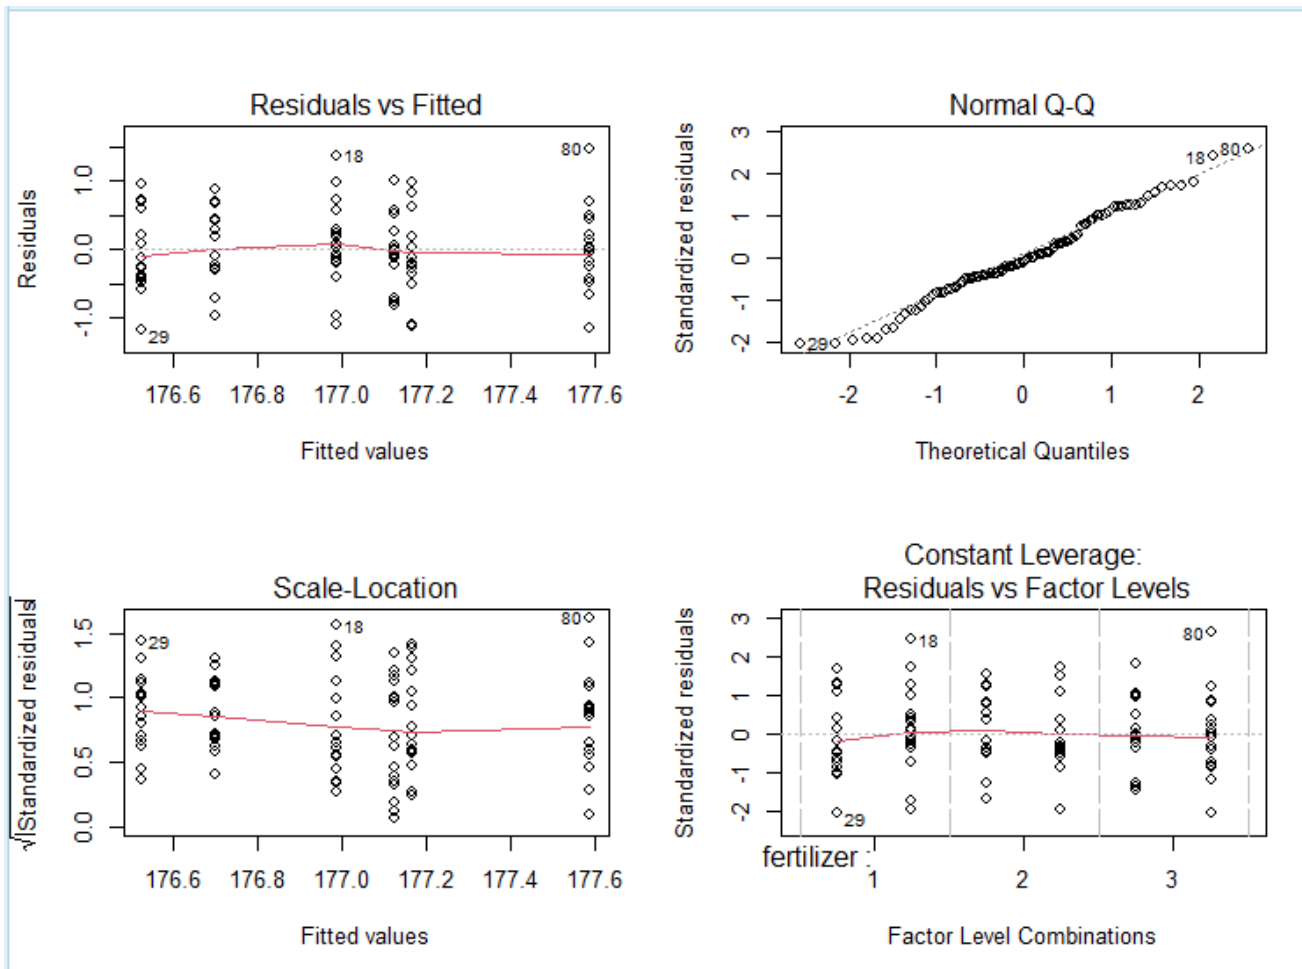 Residuals vs Fitted
Residuals
1.0
0.0
-1.0
18
80
29
176.6 176.8 177.0 177.2 177.4 177.6
Fitted values
Normal Q-Q
Standardized residuals
3
2
1
0
-1
-2
18 80
29
-2 -1 0 1 2
Theoretical Quantiles
Scale-Location
√|Standardized residuals|
1.5
1.0
0.5
0.0
29
18
80
176.6 176.8 177.0 177.2 177.4 177.6
Fitted values
Constant Leverage:
Residuals vs Factor Levels
Standardized residuals
3
2
1
0
-1
-2
18
80
29
fertilizer :
1 2 3
Factor Level Combinations